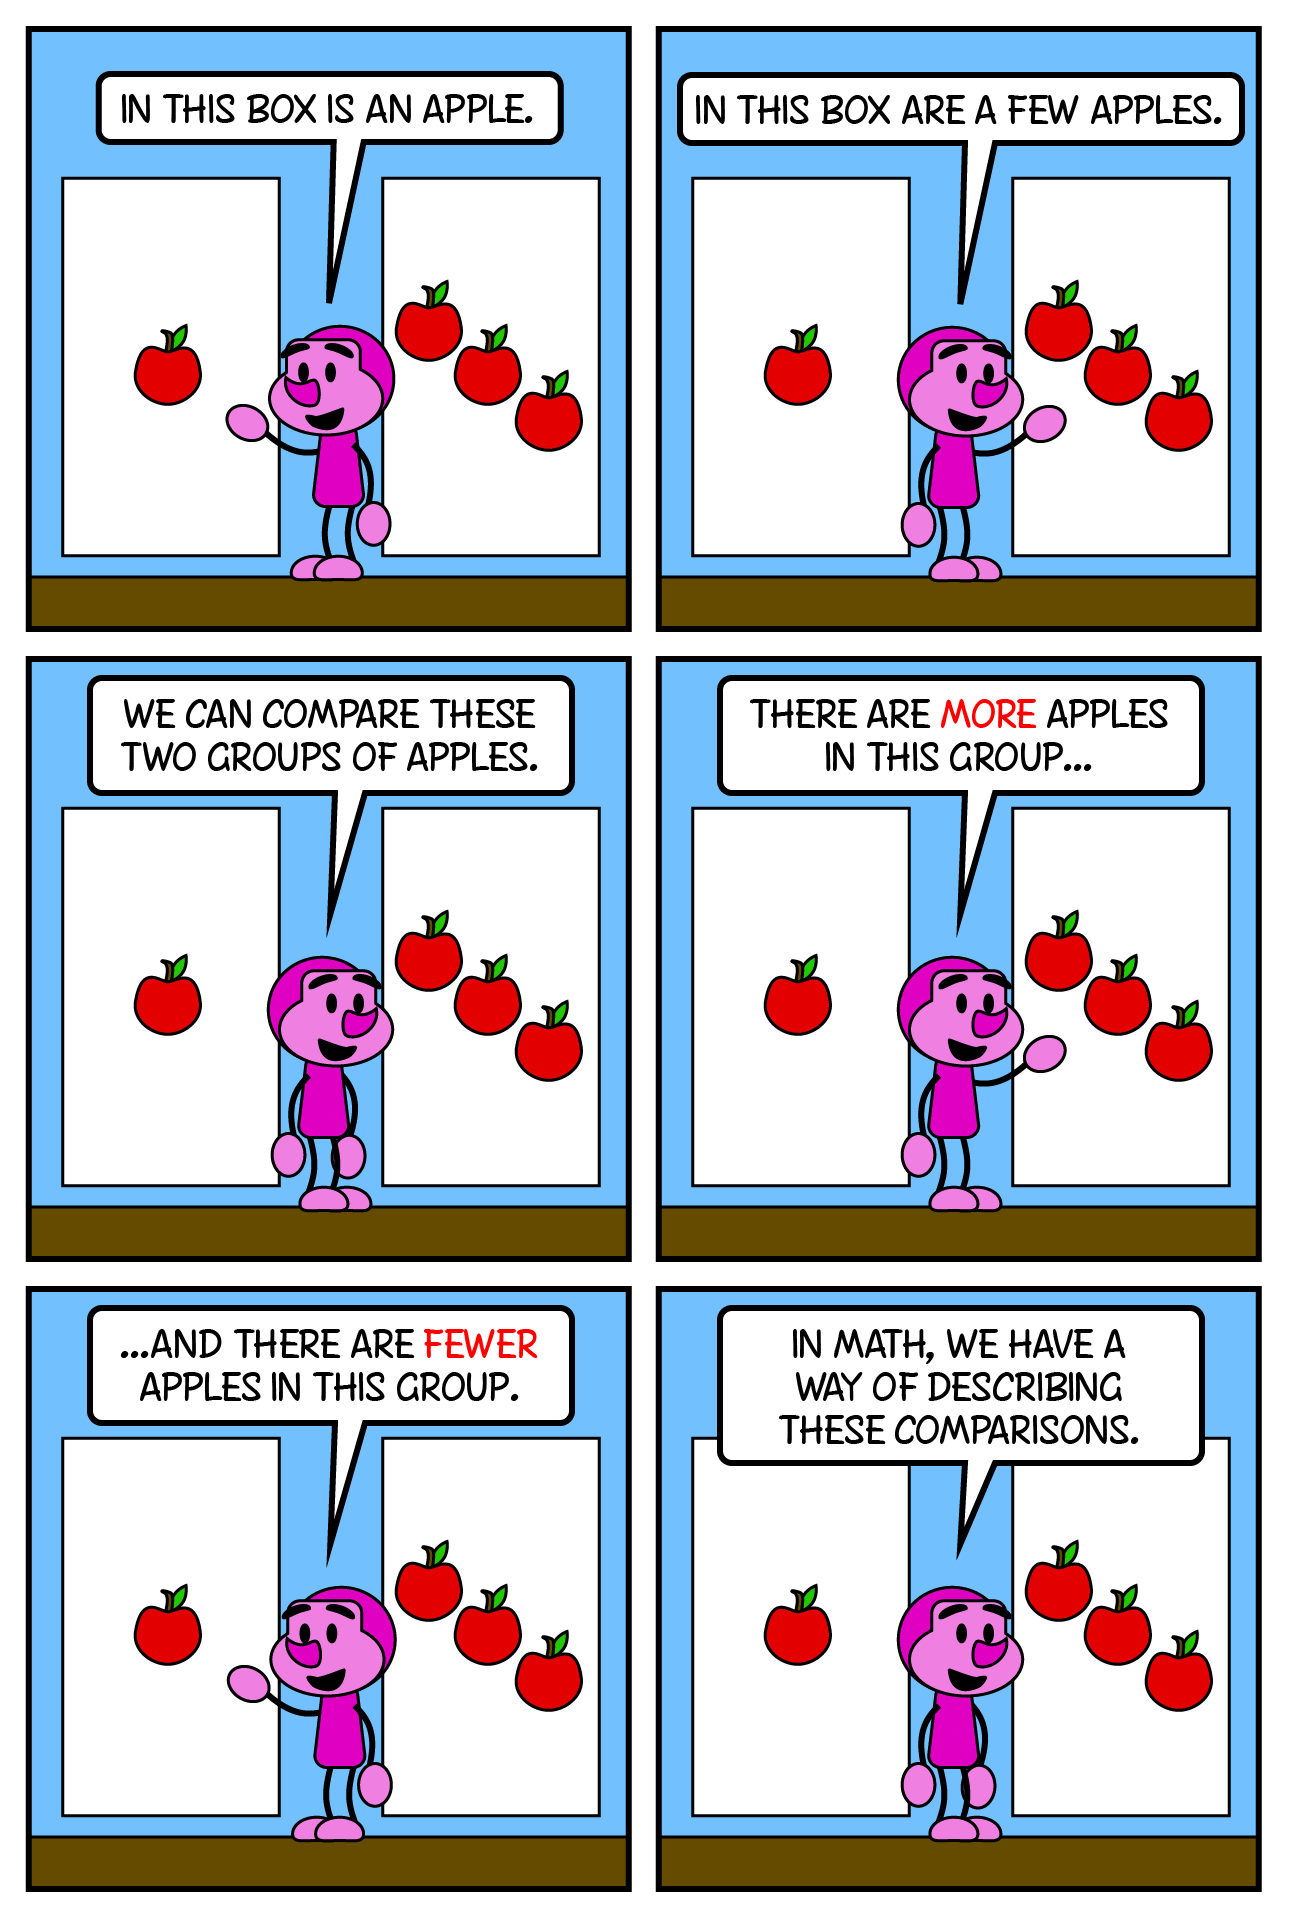 IN THIS BOX IS AN APPLE.
IN THIS BOX ARE A FEW APPLES.
WE CAN COMPARE THESE
TWO GROUPS OF APPLES.
THERE ARE MORE APPLES
IN THIS GROUP...
...AND THERE ARE FEWER
APPLES IN THIS GROUP.
IN MATH, WE HAVE A
WAY OF DESCRIBING
THESE COMPARISONS.